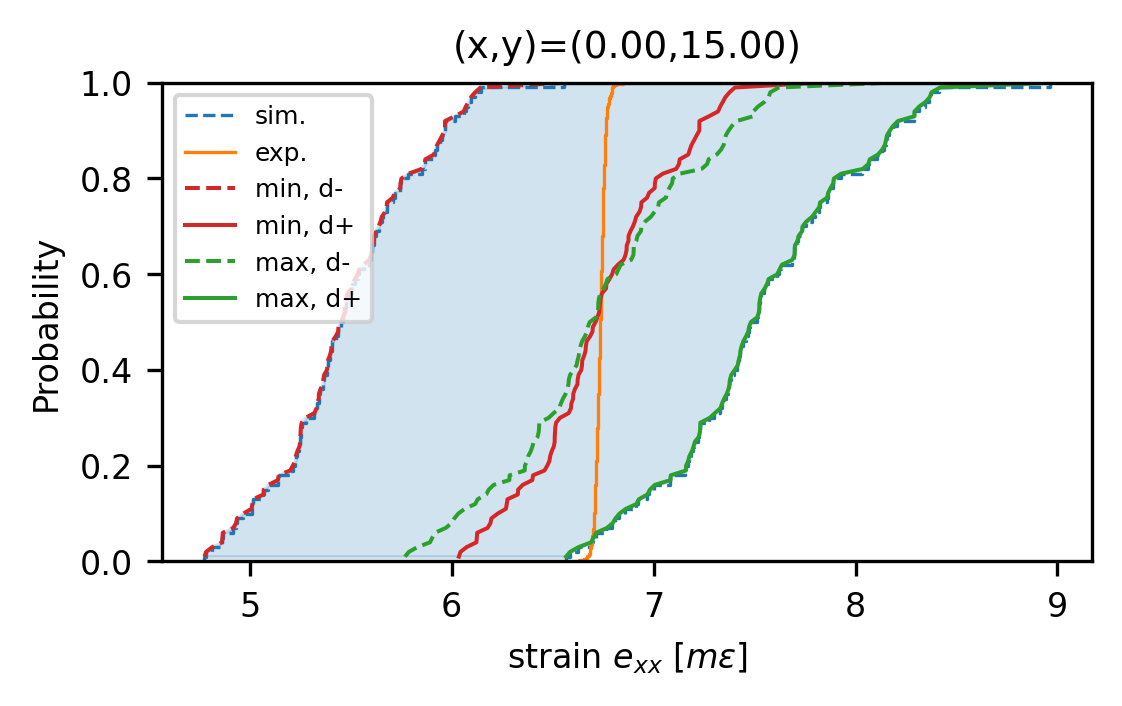 (x,y)=(0.00,15.00)
1.0
0.8
0.6
0.4
0.2
0.0
Probability
sim.
exp.
min, d-
min, d+
max, d-
max, d+
5 6 7 8 9
strain e_xx [mε]